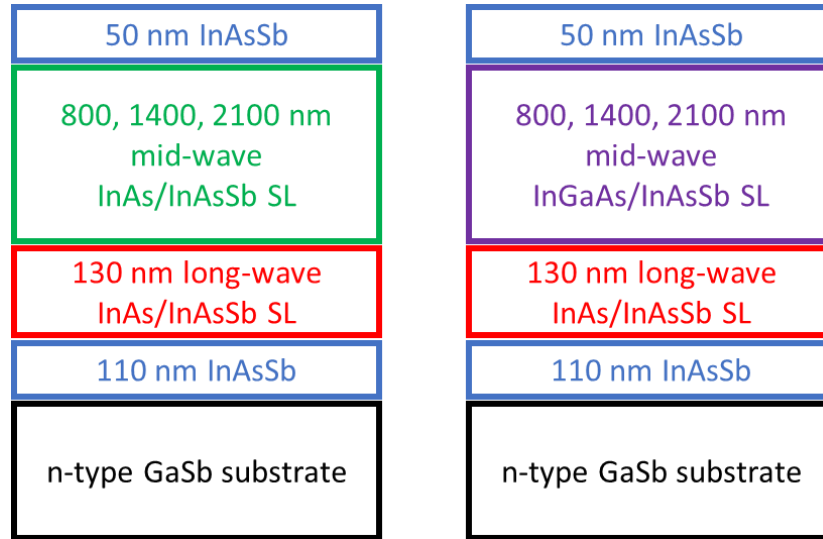 50 nm InAsSb
800, 1400, 2100 nm
mid-wave
InAs/InAsSb SL
130 nm long-wave
InAs/InAsSb SL
110 nm InAsSb
n-type GaSb substrate
50 nm InAsSb
800, 1400, 2100 nm
mid-wave
InGaAs/InAsSb SL
130 nm long-wave
InAs/InAsSb SL
110 nm InAsSb
n-type GaSb substrate